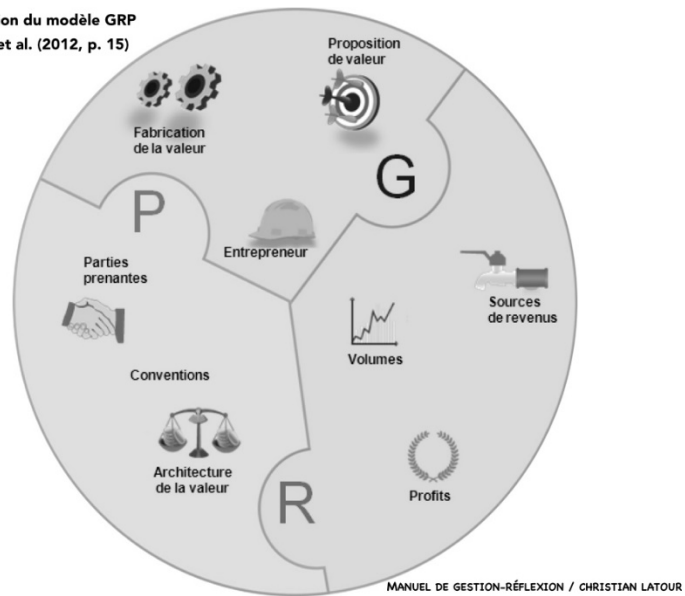 on du modèle GRP
et al. (2012, p. 15)
Proposition
de valeur
Fabrication
de la valeur
G
P
Entrepreneur
Parties
prenantes
Sources
de revenus
Volumes
Conventions
Architecture
de la valeur
Profits
R
MANUEL DE GESTION-RÉFLEXION / CHRISTIAN LATOUR